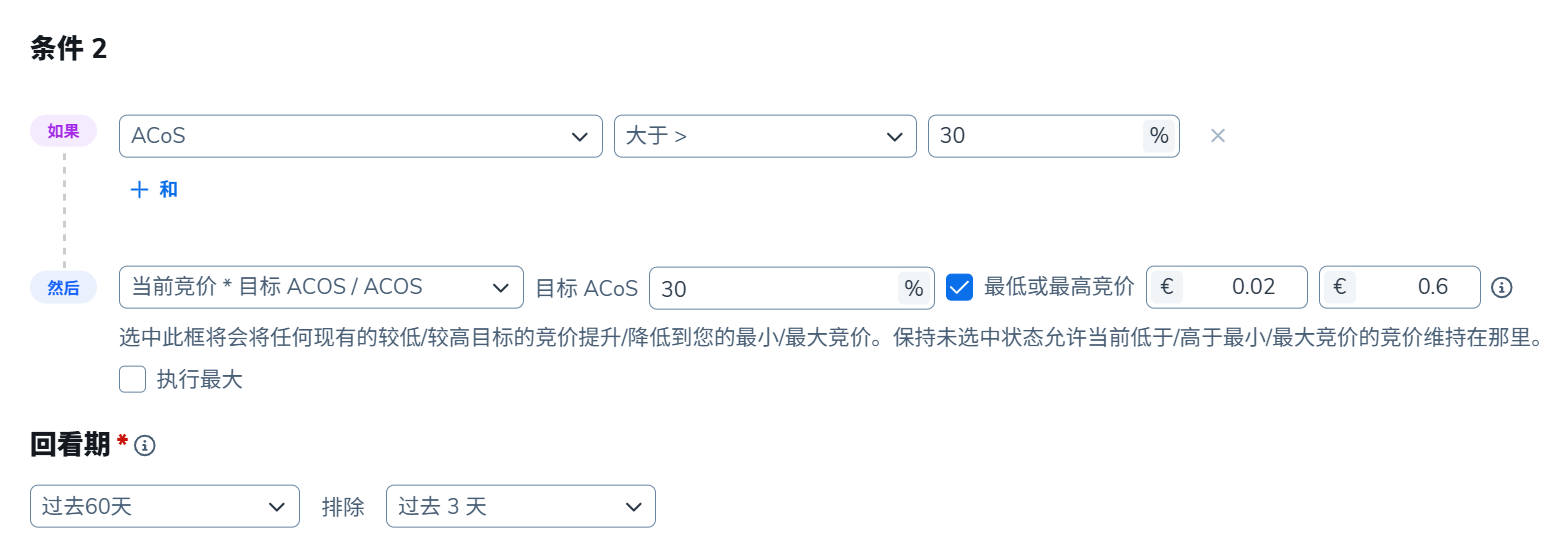 条件 2
如果 ACoS 大于 > 30 %
和
然后 当前竞价 * 目标 ACOS / ACOS 目标 ACoS 30 % 最低或最高竞价 € 0.02 € 0.6
选中此框将会将任何现有的较低/较高目标的竞价提升/降低到您的最小/最大竞价。保持未选中状态允许当前低于/高于最小/最大竞价的竞价维持在那里。
执行最大
回看期 *
过去60天 排除 过去 3 天